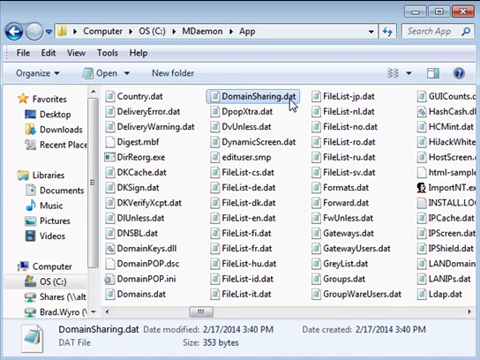 Computer ▸ OS (C:) ▸ MDaemon ▸ App
File Edit View Tools Help
Organize Open New folder
Favorites
Desktop
Downloads
Recent Place
Libraries
Documents
Music
Pictures
Videos
Computer
OS (C:)
Shares (\\al
Brad.Wyro (
Country.dat
DeliveryError.dat
DeliveryWarning.dat
Digest.mbf
DirReorg.exe
DKCache.dat
DKSign.dat
DKVerifyXcpt.dat
DlUnless.dat
DNSBL.dat
DomainKeys.dll
DomainPOP.dsc
DomainPOP.ini
Domains.dat
DomainSharing.dat
DpopXtra.dat
DvUnless.dat
DynamicScreen.dat
edituser.smp
FileList-cs.dat
FileList-de.dat
FileList-dk.dat
FileList-en.dat
FileList-es.dat
FileList-fr.dat
FileList-hu.dat
FileList-id.dat
FileList-it.dat
FileList-jp.dat
FileList-nl.dat
FileList-no.dat
FileList-ro.dat
FileList-ru.dat
FileList-sv.dat
Formats.dat
Forward.dat
FwUnless.dat
Gateways.dat
GatewayUsers.dat
GreyList.dat
Groups.dat
GroupWareUsers.dat
GUICounts.d
HashCash.dl
HCMint.dat
HiJackWhite
HostScreen.
html-sample
ImportNT.ex
INSTALL.LO
IPCache.dat
IPScreen.dat
IPShield.dat
LANDomain
LANIPs.dat
Ldap.dat
DomainSharing.dat Date modified: 2/17/2014 3:40 PM Date created: 2/17/2014 3:40 PM
DAT File Size: 353 bytes